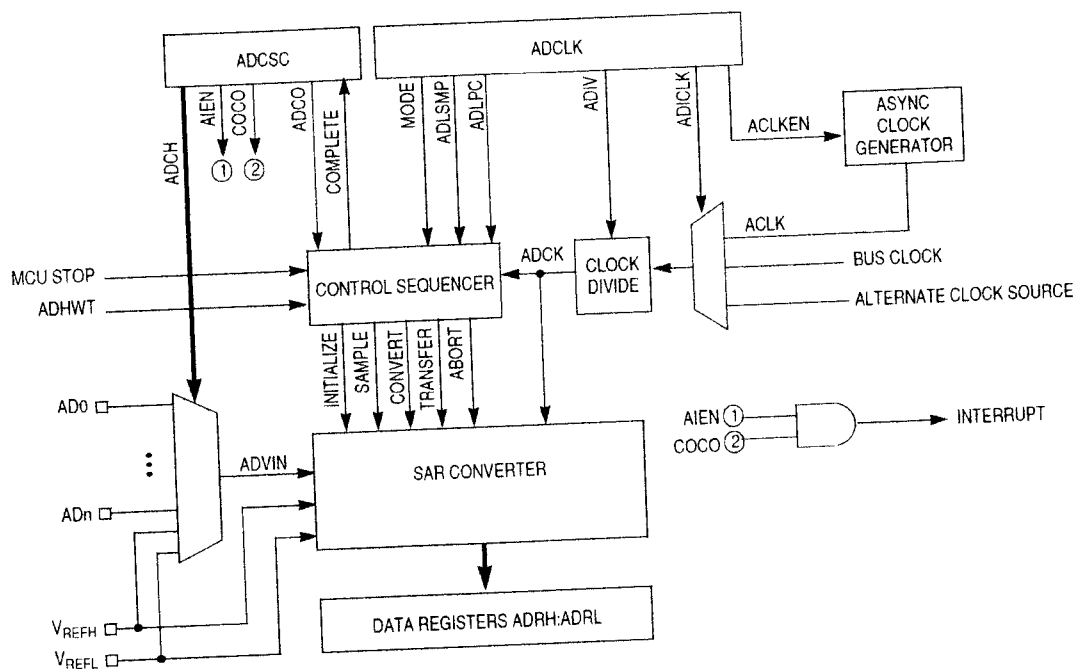 ADCSC
ADCLK
ADCH
AIEN
COCO
ADCO
COMPLETE
MODE
ADLSMP
ADLPC
ADIV
ADICLK
ACLKEN
ASYNC
CLOCK
GENERATOR
①
②
ACLK
MCU STOP
ADHWT
CONTROL SEQUENCER
ADCK
CLOCK
DIVIDE
BUS CLOCK
ALTERNATE CLOCK SOURCE
INITIALIZE
SAMPLE
CONVERT
TRANSFER
ABORT
AD0
•••
ADn
ADVIN
SAR CONVERTER
AIEN ①
COCO ②
INTERRUPT
VREFH
VREFL
DATA REGISTERS ADRH:ADRL